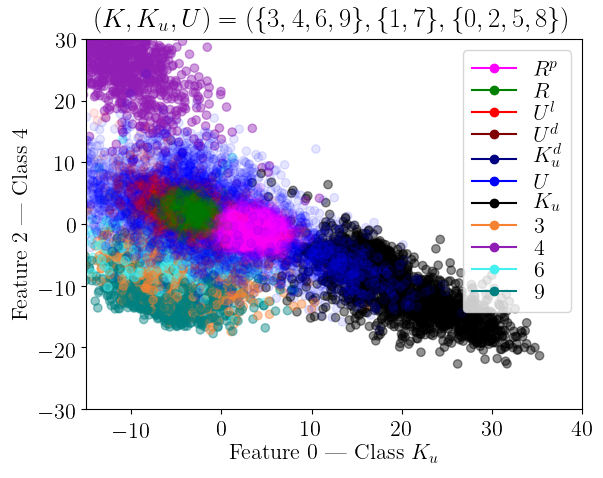 (K, K_u, U) = ({3, 4, 6, 9}, {1, 7}, {0, 2, 5, 8})
Feature 2 — Class 4
30
20
10
0
−10
−20
−30
R^p
R
U^l
U^d
K_u^d
U
K_u
3
4
6
9
−10 0 10 20 30 40
Feature 0 — Class K_u